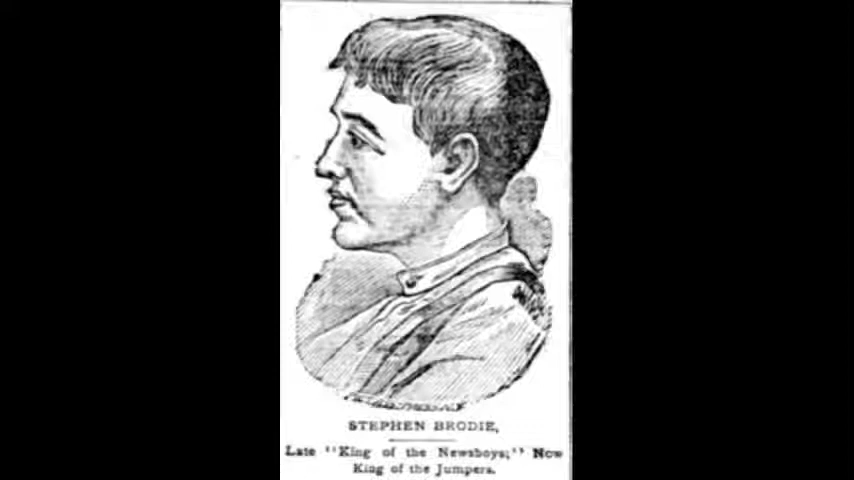 STEPHEN BRODIE,
Late "King of the Newsboys;" Now
King of the Jumpers.